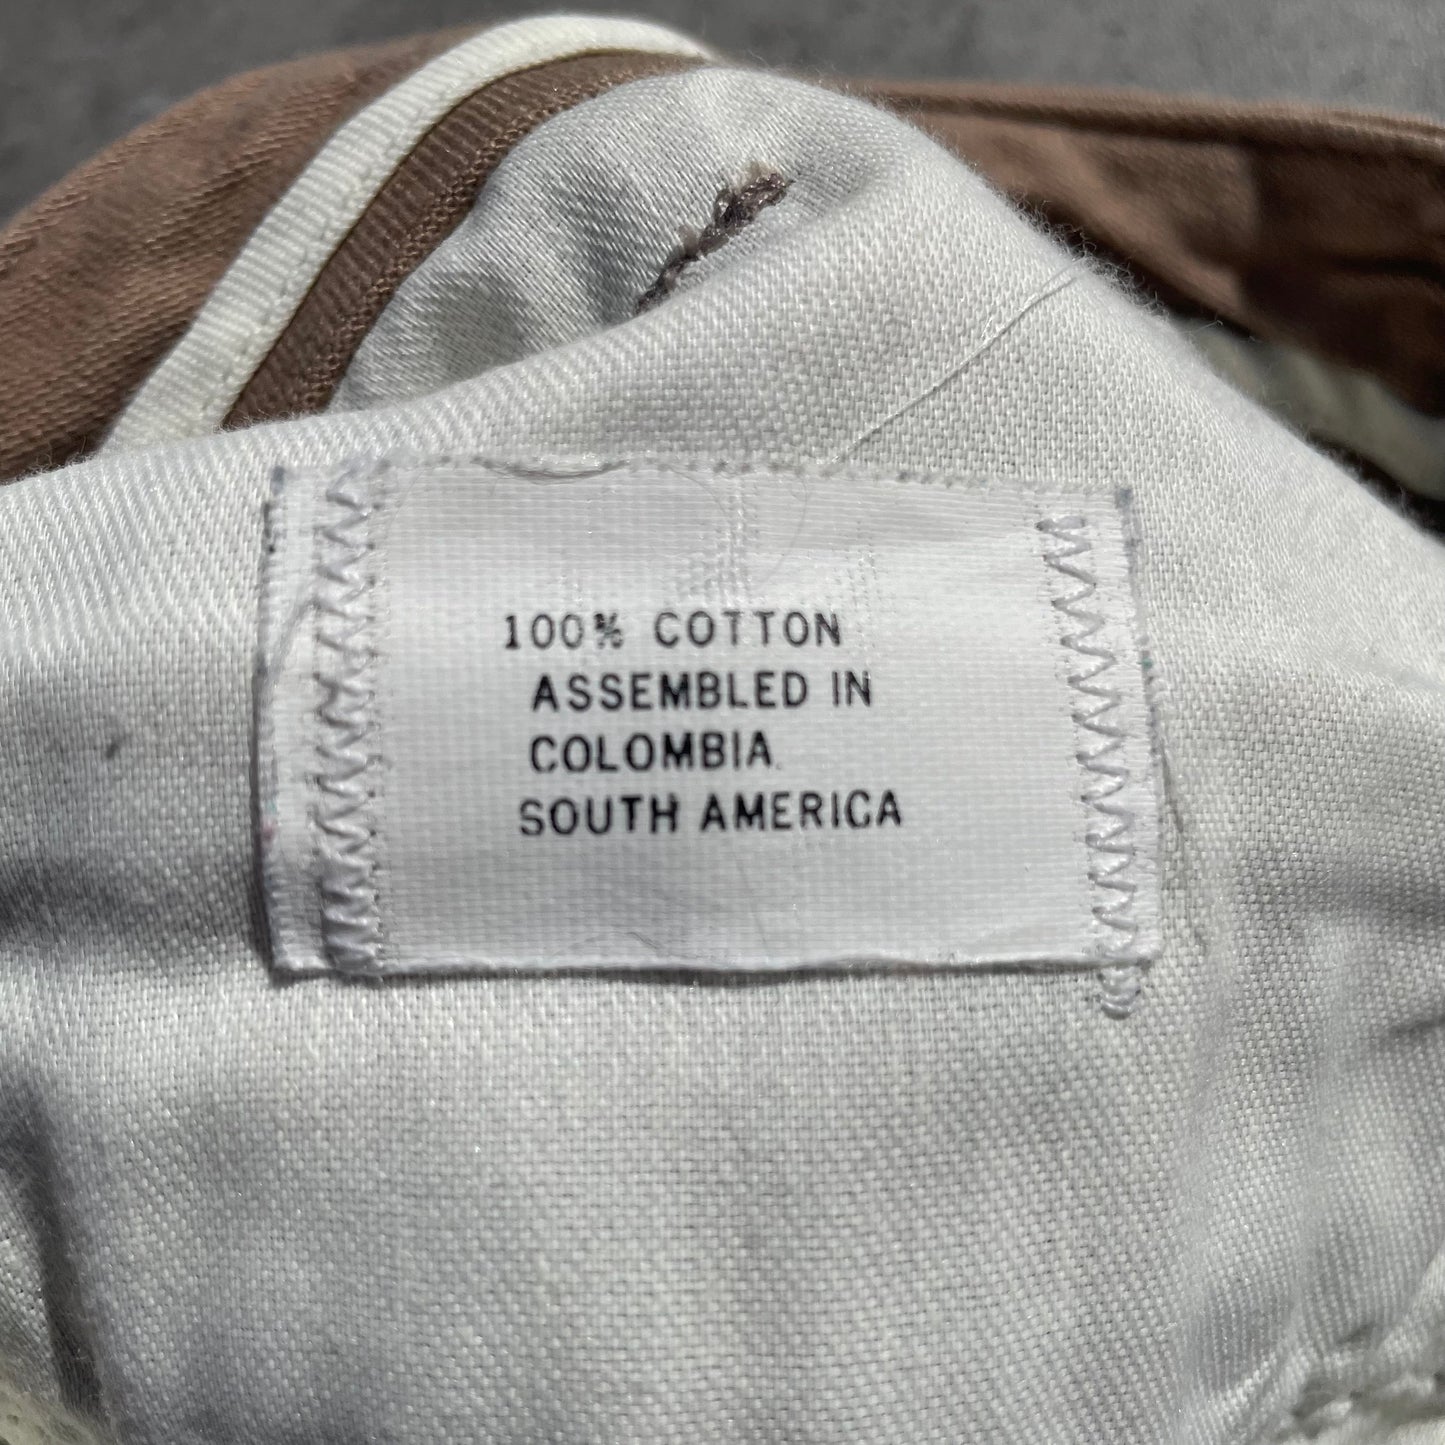 100% COTTON
ASSEMBLED IN
COLOMBIA
SOUTH AMERICA